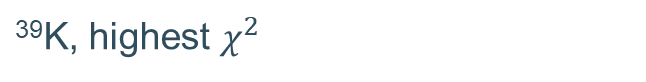 ³⁹K, highest 𝜒²